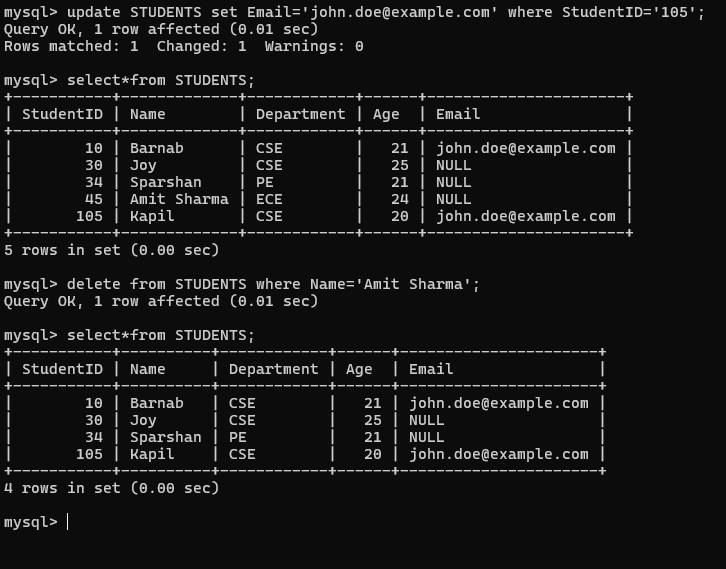 mysql> update STUDENTS set Email='john.doe@example.com' where StudentID='105';
Query OK, 1 row affected (0.01 sec)
Rows matched: 1  Changed: 1  Warnings: 0

mysql> select*from STUDENTS;
+-----------+-------------+------------+------+----------------------+
| StudentID | Name        | Department | Age  | Email                |
+-----------+-------------+------------+------+----------------------+
|        10 | Barnab      | CSE        |   21 | john.doe@example.com |
|        30 | Joy         | CSE        |   25 | NULL                 |
|        34 | Sparshan    | PE         |   21 | NULL                 |
|        45 | Amit Sharma | ECE        |   24 | NULL                 |
|       105 | Kapil       | CSE        |   20 | john.doe@example.com |
+-----------+-------------+------------+------+----------------------+
5 rows in set (0.00 sec)

mysql> delete from STUDENTS where Name='Amit Sharma';
Query OK, 1 row affected (0.01 sec)

mysql> select*from STUDENTS;
+-----------+----------+------------+------+----------------------+
| StudentID | Name     | Department | Age  | Email                |
+-----------+----------+------------+------+----------------------+
|        10 | Barnab   | CSE        |   21 | john.doe@example.com |
|        30 | Joy      | CSE        |   25 | NULL                 |
|        34 | Sparshan | PE         |   21 | NULL                 |
|       105 | Kapil    | CSE        |   20 | john.doe@example.com |
+-----------+----------+------------+------+----------------------+
4 rows in set (0.00 sec)

mysql>